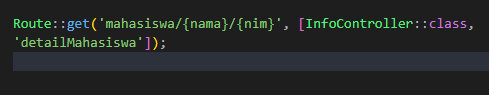 Route::get('mahasiswa/{nama}/{nim}', [InfoController::class,
'detailMahasiswa']);